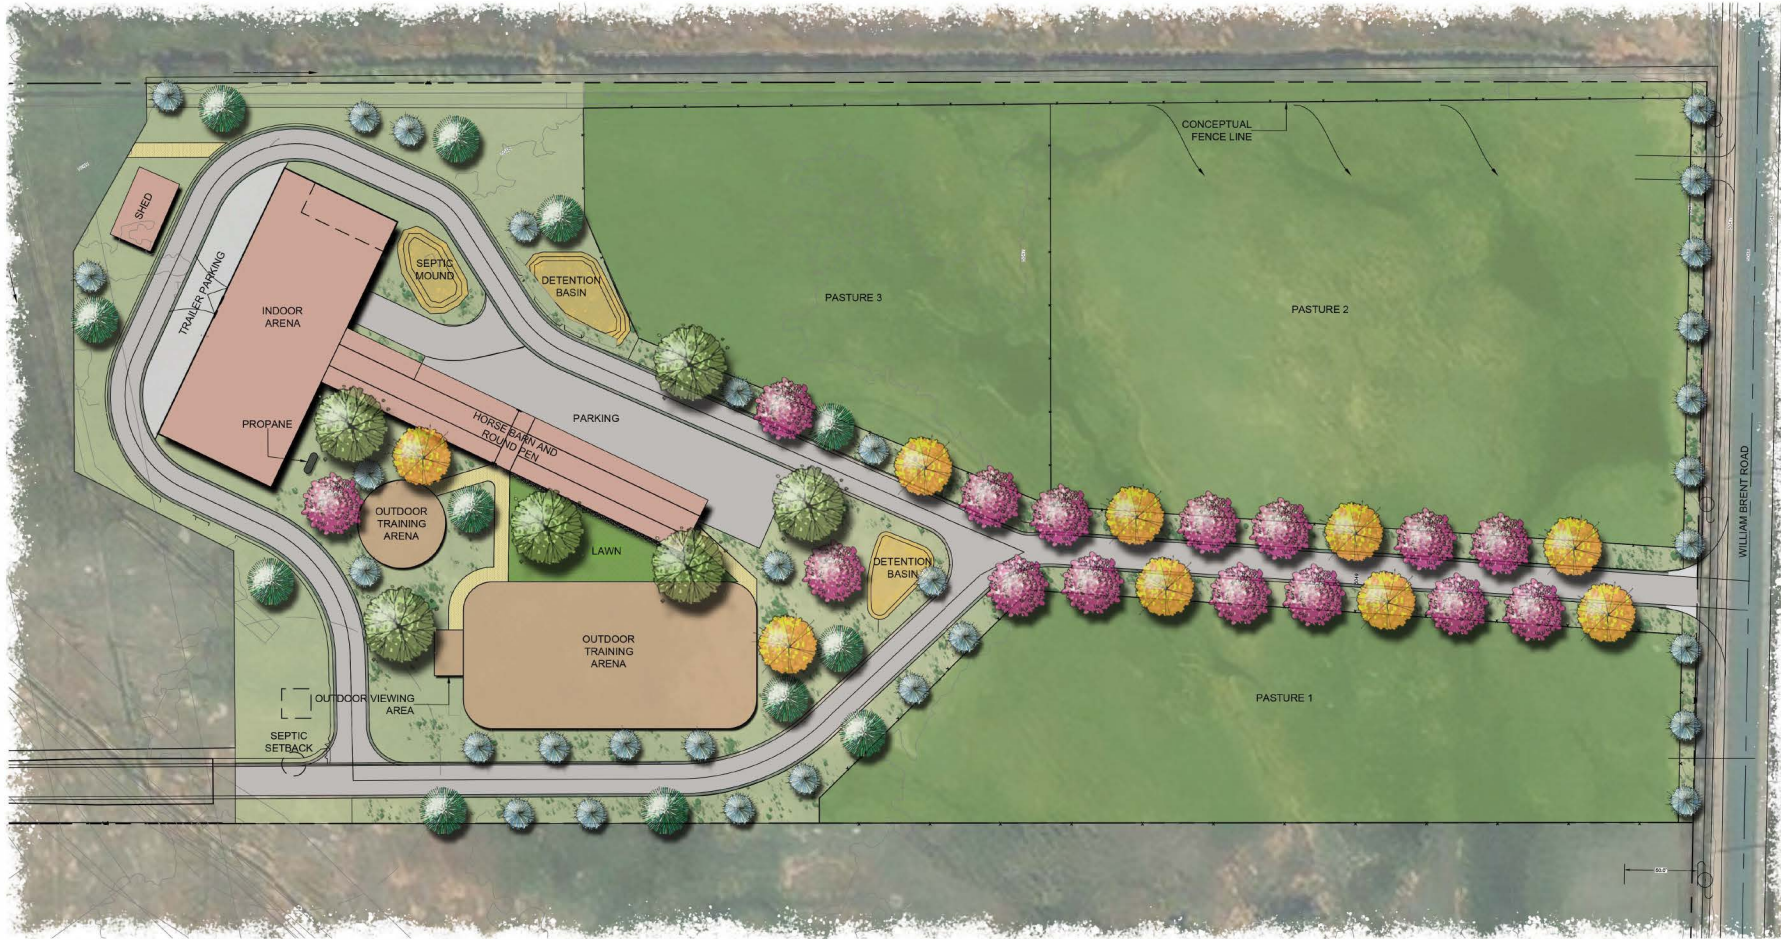 CONCEPTUAL
FENCE LINE
SHED
TRAILER PARKING
INDOOR
ARENA
SEPTIC
MOUND
DETENTION
BASIN
PASTURE 3
PASTURE 2
PROPANE
PARKING
HORSE BARN AND
ROUND PEN
OUTDOOR
TRAINING
ARENA
LAWN
DETENTION
BASIN
WILLIAM BRENT ROAD
OUTDOOR
TRAINING
ARENA
OUTDOOR VIEWING
AREA
PASTURE 1
SEPTIC
SETBACK